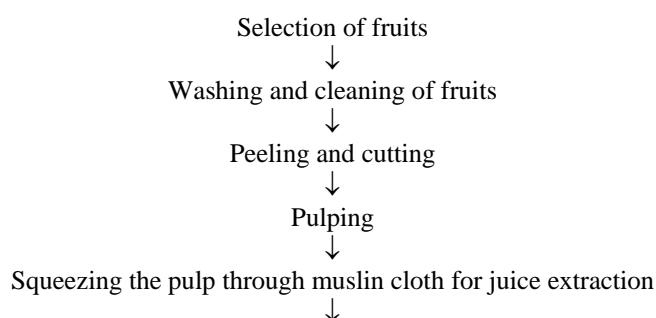 Selection of fruits
↓
Washing and cleaning of fruits
↓
Peeling and cutting
↓
Pulping
↓
Squeezing the pulp through muslin cloth for juice extraction
↓